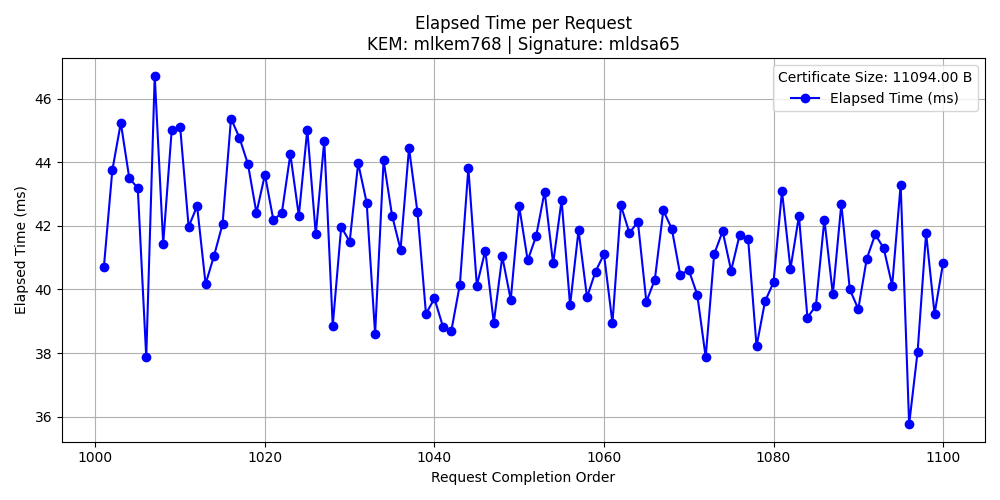 Elapsed Time per Request
KEM: mlkem768 | Signature: mldsa65
Certificate Size: 11094.00 B
Elapsed Time (ms)
Elapsed Time (ms)
46
44
42
40
38
36
1000
1020
1040
1060
1080
1100
Request Completion Order